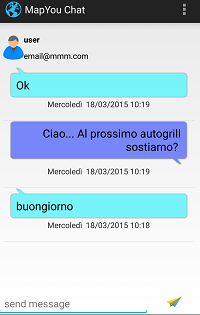 MapYou Chat
user
email@mmm.com
Ok
Mercoledì 18/03/2015 10:19
Ciao... Al prossimo autogrill
sostiamo?
Mercoledì 18/03/2015 10:19
buongiorno
Mercoledì 18/03/2015 10:18
send message